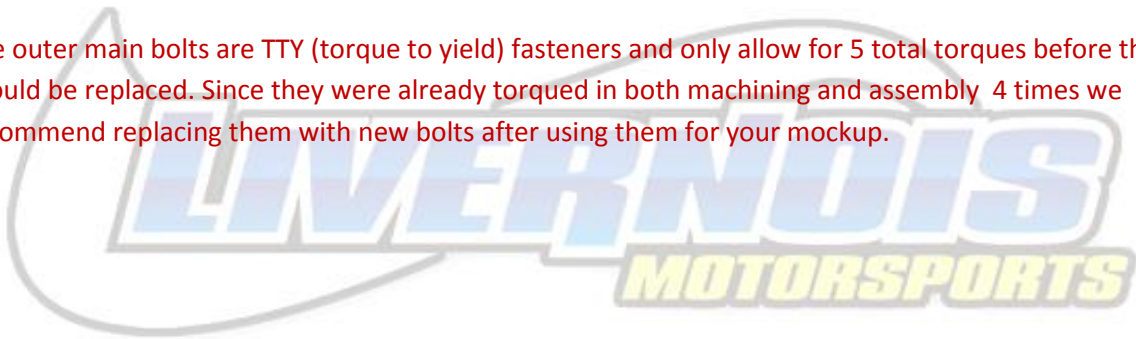 e outer main bolts are TTY (torque to yield) fasteners and only allow for 5 total torques before th
ould be replaced. Since they were already torqued in both machining and assembly  4 times we
commend replacing them with new bolts after using them for your mockup.
LIVERNOIS
MOTORSPORTS